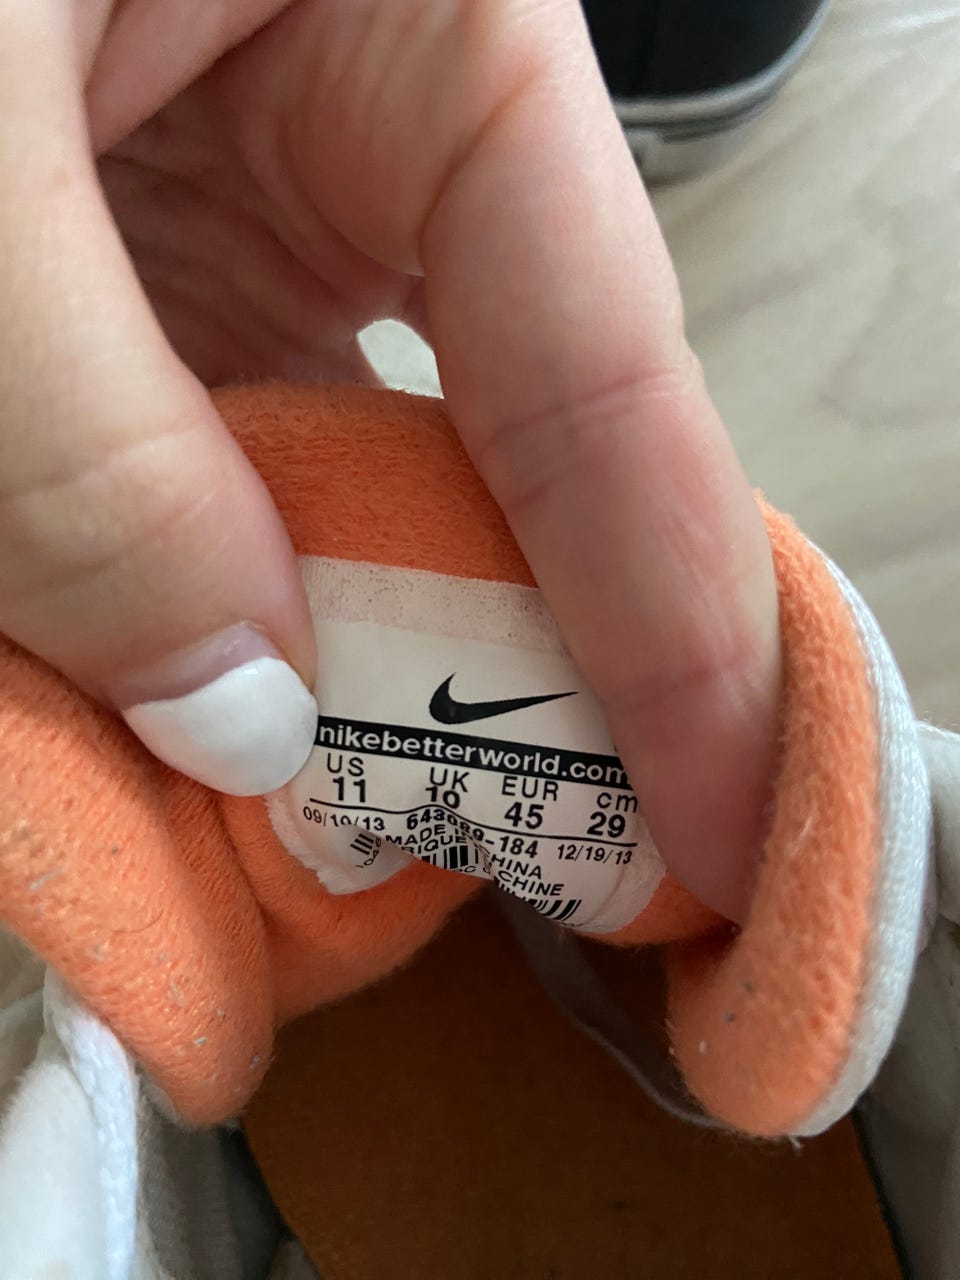 nikebetterworld.com
US UK EUR cm
11 10 45 29
09/10/13 643089-184 12/19/13
MADE CHINA
CHINE